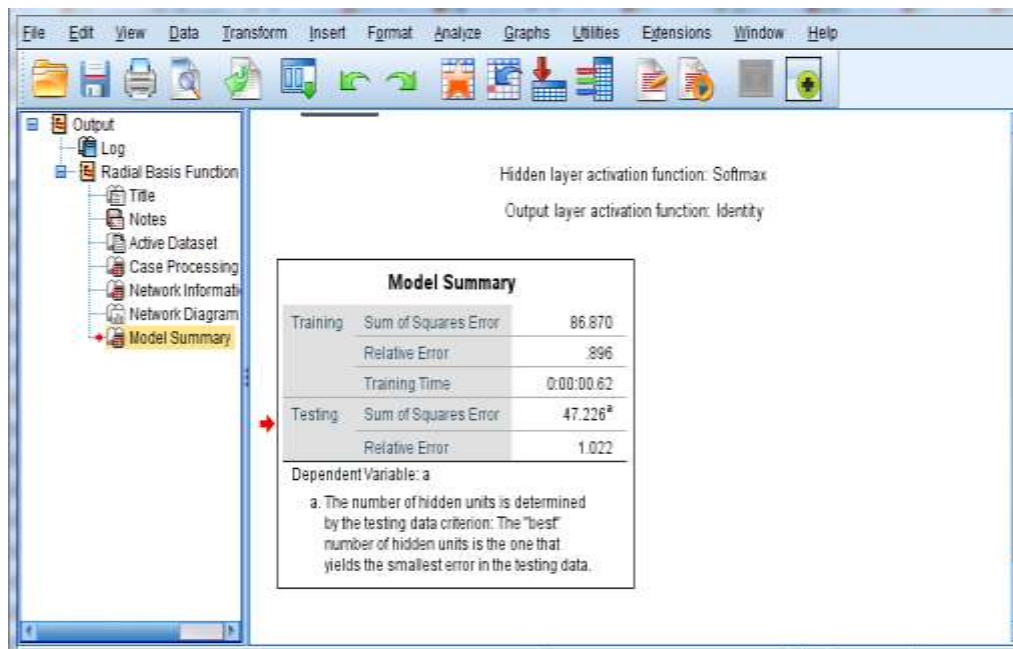 File Edit View Data Transform Insert Format Analyze Graphs Utilities Extensions Window Help
Output
Log
Radial Basis Function
Title
Notes
Active Dataset
Case Processing
Network Informati
Network Diagram
Model Summary
Hidden layer activation function: Softmax
Output layer activation function: Identity
Model Summary
Training Sum of Squares Error 86.870
Relative Error .896
Training Time 0:00:00.62
Testing Sum of Squares Error 47.226a
Relative Error 1.022
Dependent Variable: a
a. The number of hidden units is determined
by the testing data criterion: The "best"
number of hidden units is the one that
yields the smallest error in the testing data.